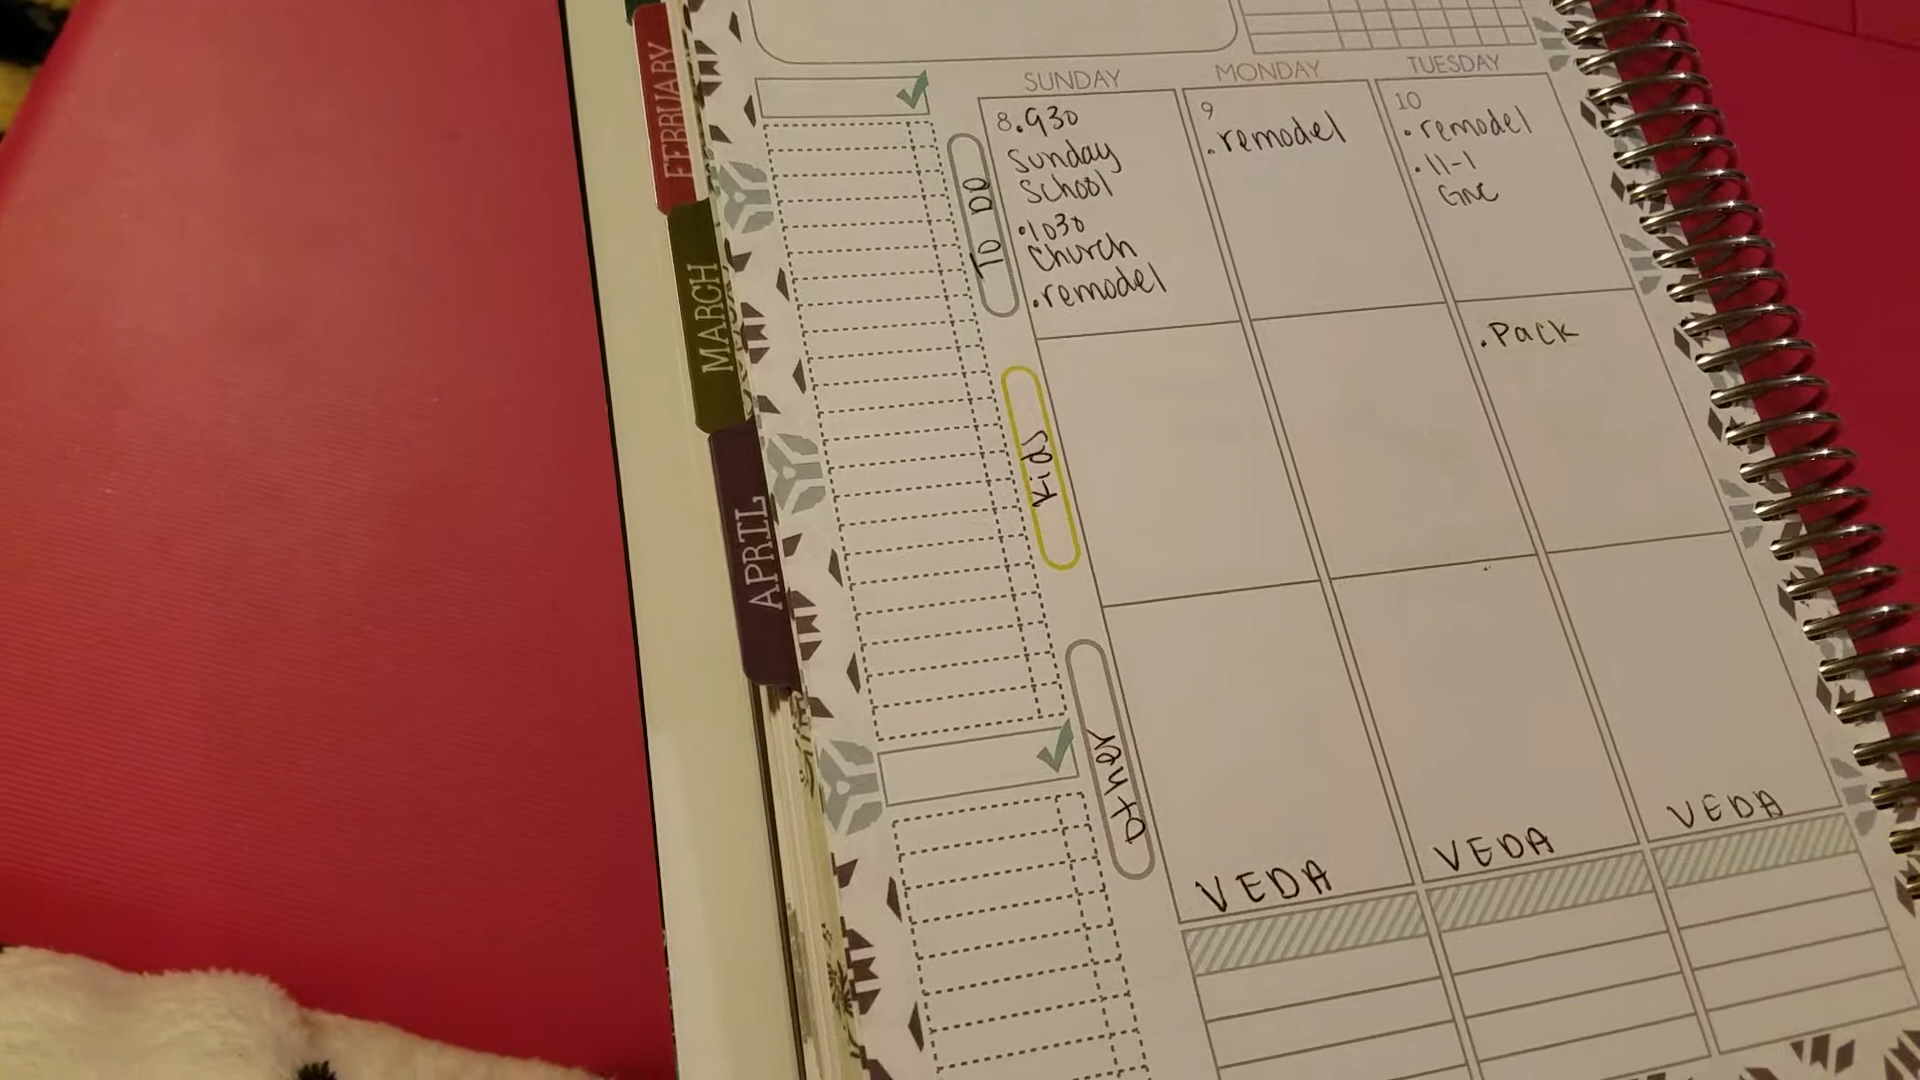 FEBRUARY
MARCH
APRIL
SUNDAY
MONDAY
TUESDAY
TO DO
8 .930
Sunday
School
.1030
Church
.remodel
9
.remodel
10
.remodel
.11-1
GNC
Kids
.Pack
Other
VEDA
VEDA
VEDA